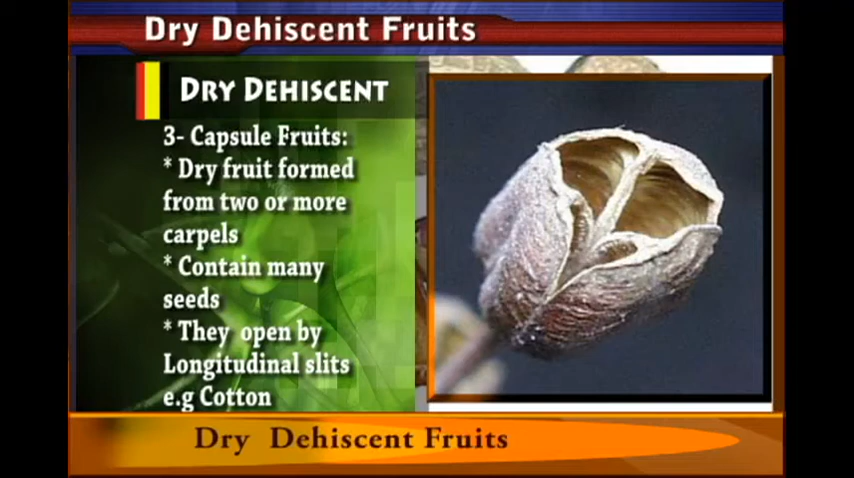 Dry Dehiscent Fruits
DRY DEHISCENT
3- Capsule Fruits:
* Dry fruit formed
from two or more
carpels
* Contain many
seeds
* They open by
Longitudinal slits
e.g Cotton
Dry Dehiscent Fruits